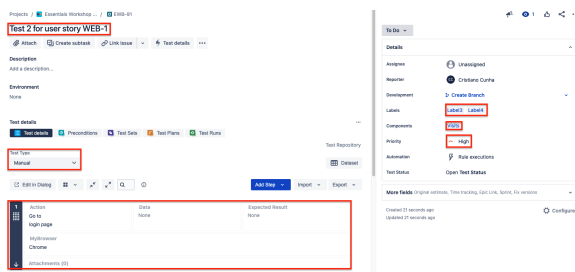 Projects / Essentials Workshop ... / EWB-91
Test 2 for user story WEB-1
Attach Create subtask Link issue Test details ...
Description
Add a description...
Environment
None
Test details ...
Test details Preconditions Test Sets Test Plans Test Runs
Test Repository
Test Type
Manual
Dataset
Edit in Dialog
Add Step Import Export
1 Action Data Expected Result
Go to None None
login page
MyBrowser
Chrome
Attachments (0)
1
To Do
Details
Assignee Unassigned
Reporter Cristiano Cunha
Development Create Branch
Labels Label3 Label4
Components Visits
Priority High
Automation Rule executions
Test Status Open Test Status
More fields Original estimate, Time tracking, Epic Link, Sprint, Fix versions
Created 21 seconds ago Configure
Updated 21 seconds ago